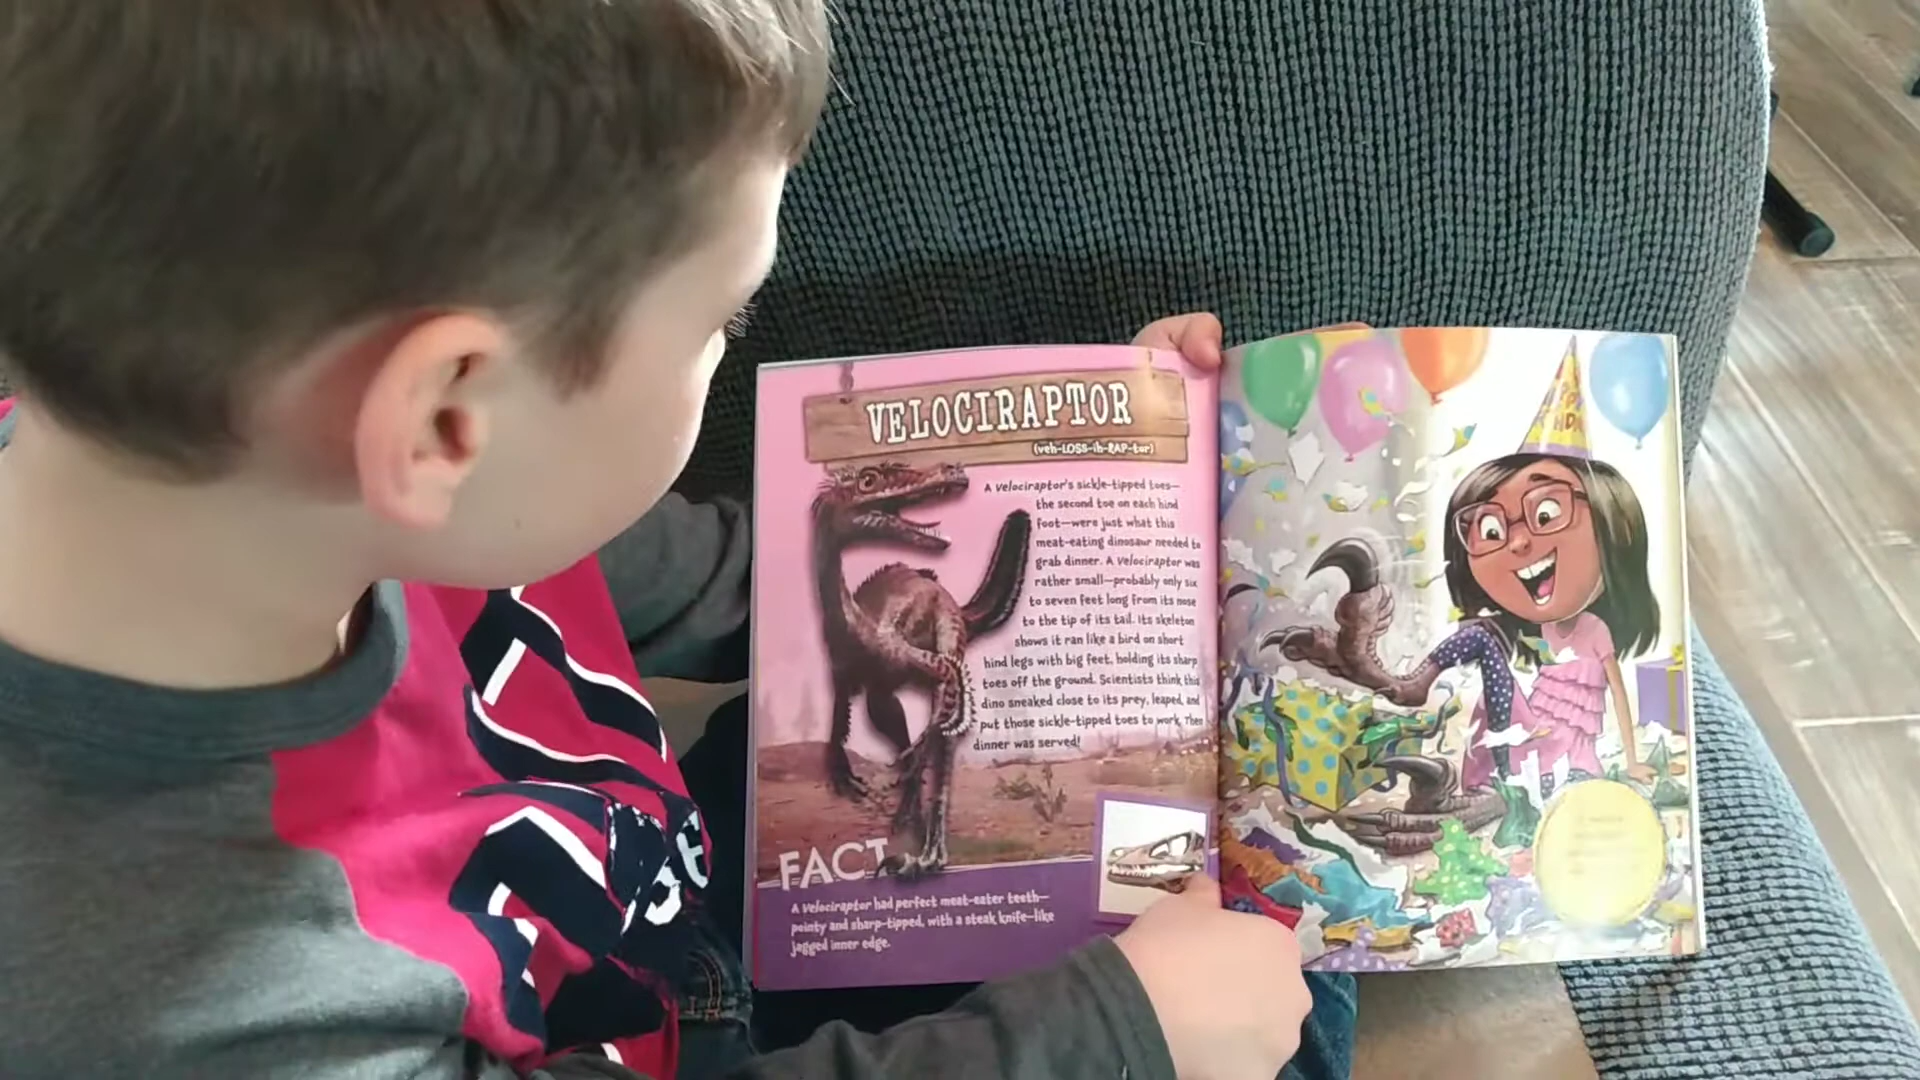 VELOCIRAPTOR
(veh-LOSS-ih-RAP-tor)
A Velociraptor's sickle-tipped toes—
the second toe on each hind
foot—were just what this
meat-eating dinosaur needed to
grab dinner. A Velociraptor was
rather small—probably only six
to seven feet long from its nose
to the tip of its tail. Its skeleton
shows it ran like a bird on short
hind legs with big feet, holding its sharp
toes off the ground. Scientists think this
dino sneaked close to its prey, leaped, and
put those sickle-tipped toes to work. Then
dinner was served!
FACT
A Velociraptor had perfect meat-eater teeth—
pointy and sharp-tipped, with a steak knife-like
jagged inner edge.